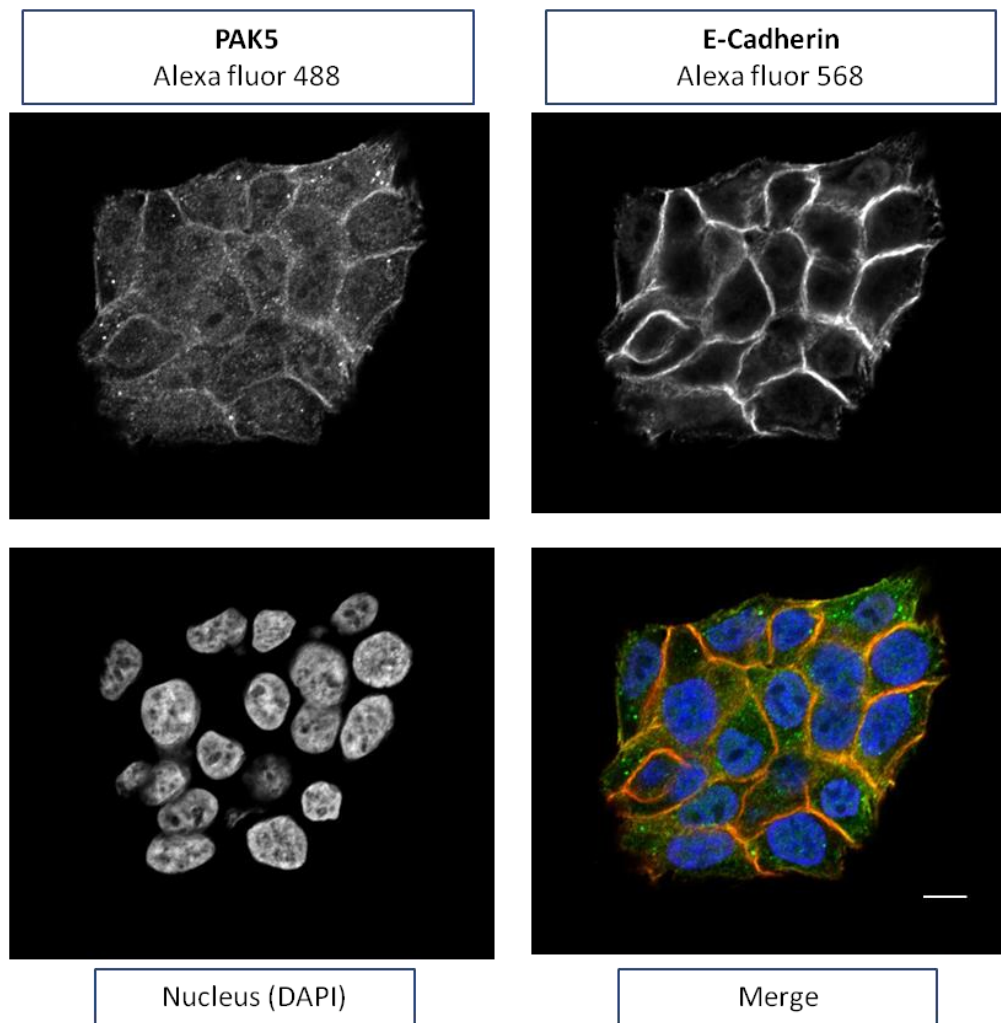 PAK5
Alexa fluor 488
E-Cadherin
Alexa fluor 568
Nucleus (DAPI)
Merge